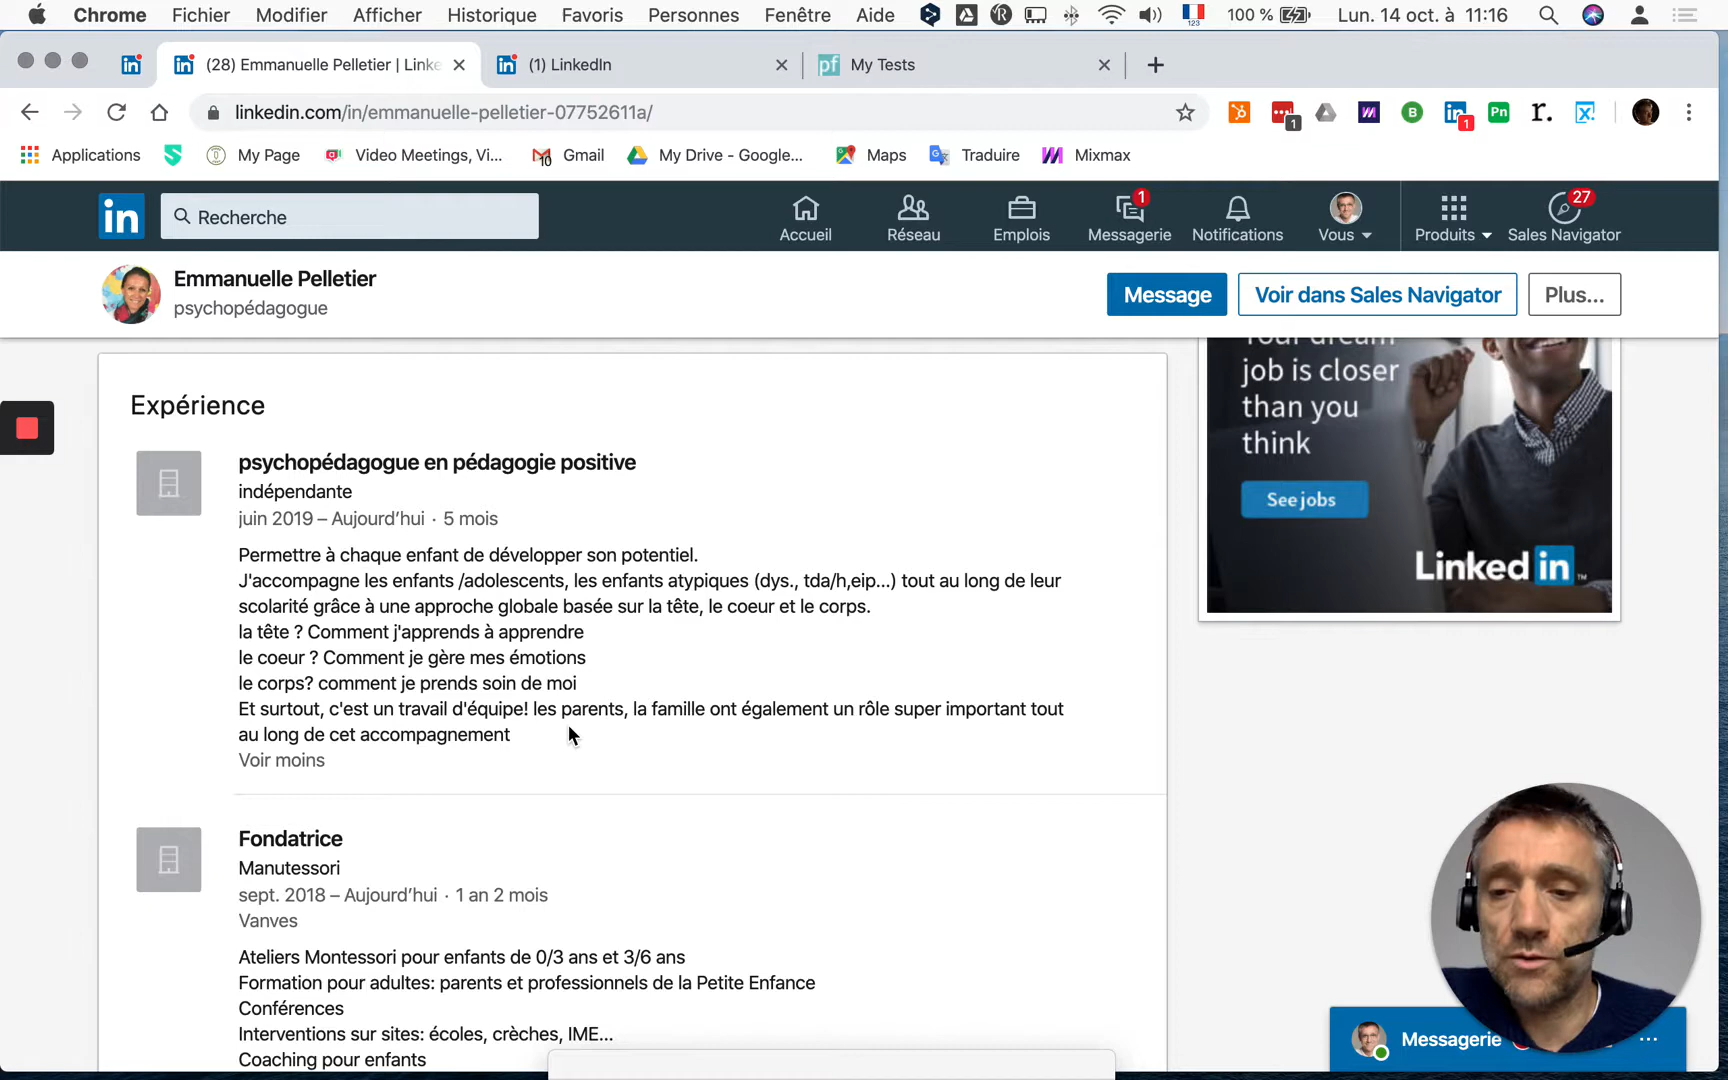 Chrome Fichier Modifier Afficher Historique Favoris Personnes Fenêtre Aide 123 100 % Lun. 14 oct. à 11:16
(28) Emmanuelle Pelletier | Linke
(1) LinkedIn
pf My Tests
linkedin.com/in/emmanuelle-pelletier-07752611a/
1 B 1 Pn r. X
Applications My Page Video Meetings, Vi... 10 Gmail My Drive - Google... Maps Traduire Mixmax
in Recherche
Accueil Réseau Emplois 1 Messagerie Notifications Vous Produits 27 Sales Navigator
Emmanuelle Pelletier
psychopédagogue
Message Voir dans Sales Navigator Plus...
Expérience
psychopédagogue en pédagogie positive
indépendante
juin 2019 – Aujourd'hui · 5 mois
Permettre à chaque enfant de développer son potentiel.
J'accompagne les enfants /adolescents, les enfants atypiques (dys., tda/h,eip...) tout au long de leur
scolarité grâce à une approche globale basée sur la tête, le coeur et le corps.
la tête ? Comment j'apprends à apprendre
le coeur ? Comment je gère mes émotions
le corps? comment je prends soin de moi
Et surtout, c'est un travail d'équipe! les parents, la famille ont également un rôle super important tout
au long de cet accompagnement
Voir moins
Fondatrice
Manutessori
sept. 2018 – Aujourd'hui · 1 an 2 mois
Vanves
Ateliers Montessori pour enfants de 0/3 ans et 3/6 ans
Formation pour adultes: parents et professionnels de la Petite Enfance
Conférences
Interventions sur sites: écoles, crèches, IME...
Coaching pour enfants
Your dream
job is closer
than you
think
See jobs
Linked in
Messagerie